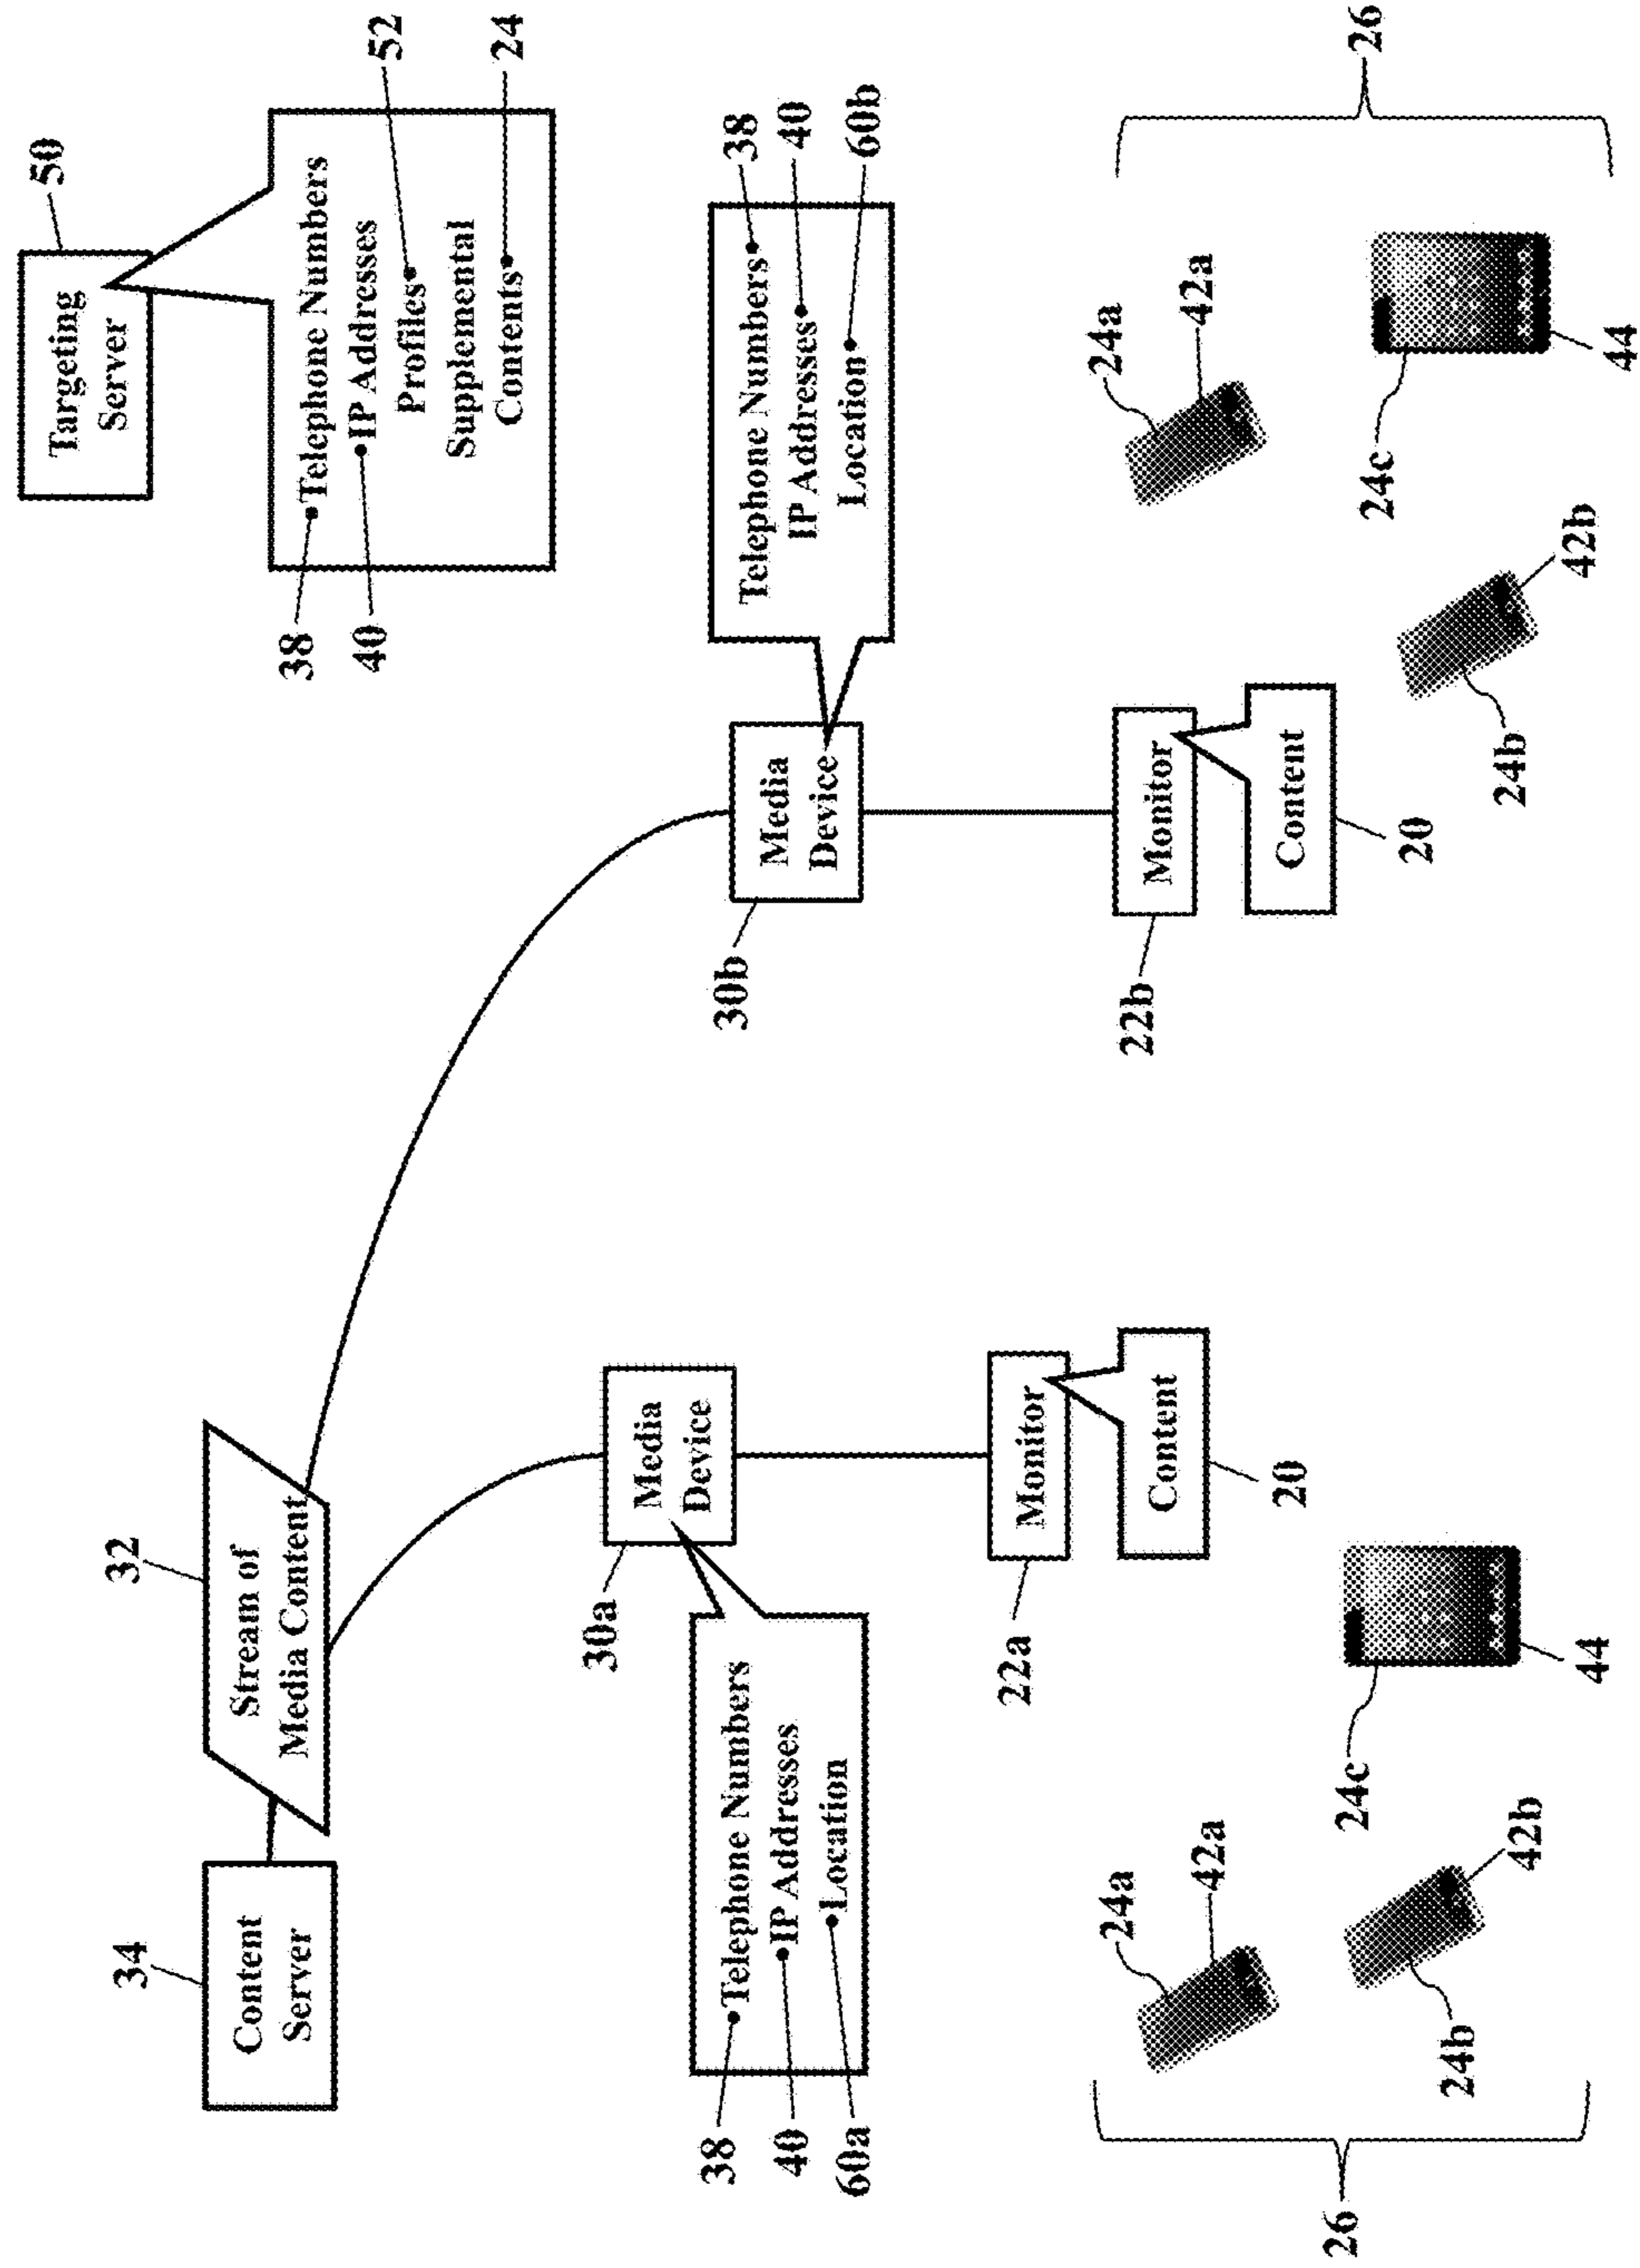 34
Content
Server
32
Stream of
Media Content
50
Targeting
Server
38
Telephone Numbers
40
IP Addresses
Profiles
52
Supplemental
Contents
24
30a
Media
Device
38
Telephone Numbers
40
IP Addresses
60a
Location
30b
Media
Device
Telephone Numbers
38
IP Addresses
40
Location
60b
22a
Monitor
Content
20
22b
Monitor
Content
20
26
24a
42a
24b
42b
24c
44
24a
42a
24b
42b
24c
44
26